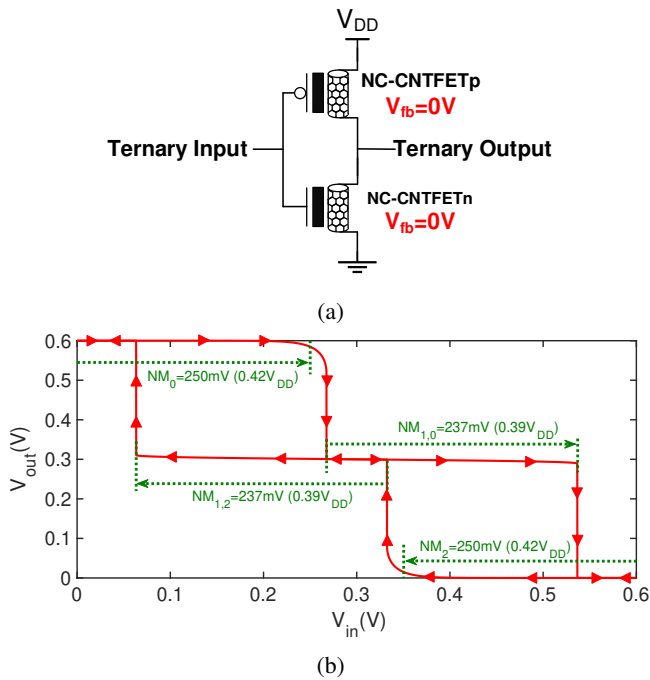 V_DD
NC-CNTFETp
V_fb=0V
Ternary Input
Ternary Output
NC-CNTFETn
V_fb=0V
(a)
0.6
NM_0=250mV (0.42V_DD)
0.5
NM_1,0=237mV (0.39V_DD)
0.4
V_out(V)
0.3
NM_1,2=237mV (0.39V_DD)
0.2
NM_2=250mV (0.42V_DD)
0.1
0
0 0.1 0.2 0.3 0.4 0.5 0.6
V_in(V)
(b)